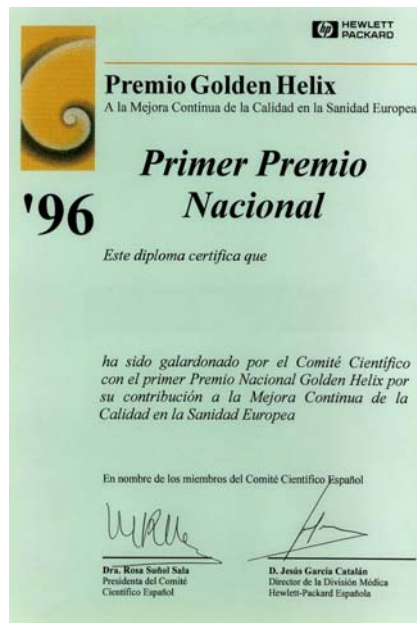 hp HEWLETT
PACKARD
Premio Golden Helix
A la Mejora Continua de la Calidad en la Sanidad Europea
'96
Primer Premio
Nacional
Este diploma certifica que
ha sido galardonado por el Comité Científico
con el primer Premio Nacional Golden Helix por
su contribución a la Mejora Continua de la
Calidad en la Sanidad Europea
En nombre de los miembros del Comité Científico Español
Dra. Rosa Suñol Sala
Presidenta del Comité
Científico Español
D. Jesús García Catalán
Director de la División Médica
Hewlett-Packard Española